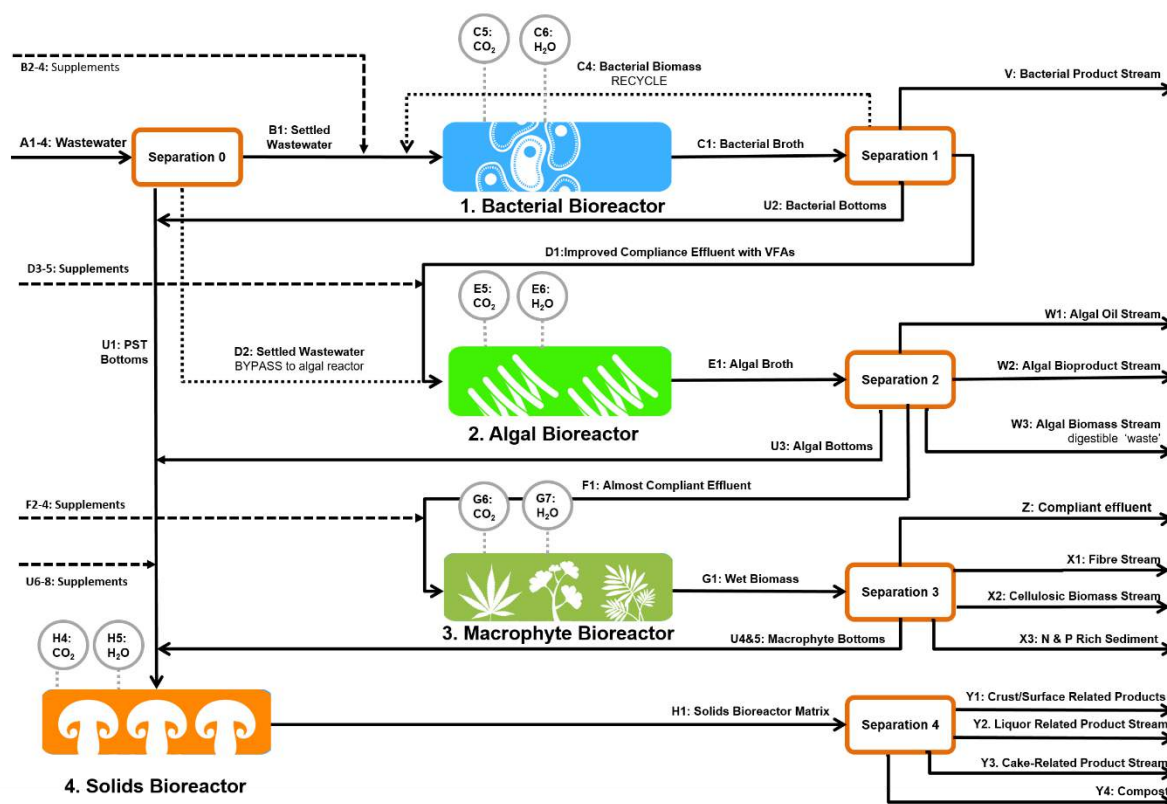 C5:
CO₂
C6:
H₂O
B2-4: Supplements
C4: Bacterial Biomass
RECYCLE
V: Bacterial Product Stream
A1-4: Wastewater
Separation 0
B1: Settled
Wastewater
C1: Bacterial Broth
Separation 1
1. Bacterial Bioreactor
U2: Bacterial Bottoms
D1:Improved Compliance Effluent with VFAs
D3-5: Supplements
E5:
CO₂
E6:
H₂O
U1: PST
Bottoms
D2: Settled Wastewater
BYPASS to algal reactor
E1: Algal Broth
Separation 2
W1: Algal Oil Stream
W2: Algal Bioproduct Stream
W3: Algal Biomass Stream
digestible 'waste'
2. Algal Bioreactor
U3: Algal Bottoms
F1: Almost Compliant Effluent
F2-4: Supplements
G6:
CO₂
G7:
H₂O
Z: Compliant effluent
U6-8: Supplements
G1: Wet Biomass
Separation 3
X1: Fibre Stream
X2: Cellulosic Biomass Stream
X3: N & P Rich Sediment
3. Macrophyte Bioreactor
U4&5: Macrophyte Bottoms
H4:
CO₂
H5:
H₂O
H1: Solids Bioreactor Matrix
Separation 4
Y1: Crust/Surface Related Products
Y2. Liquor Related Product Stream
Y3. Cake-Related Product Stream
Y4: Compost
4. Solids Bioreactor